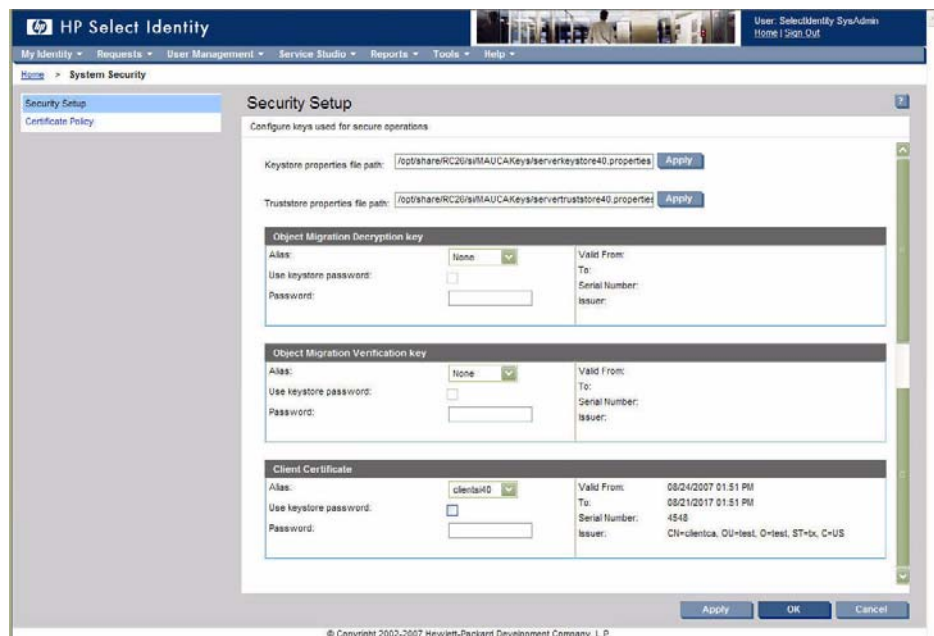 HP Select Identity
User: SelectIdentity SysAdmin
Home | Sign Out
My Identity Requests User Management Service Studio Reports Tools Help
Home > System Security
Security Setup
Certificate Policy
Security Setup
?
Configure keys used for secure operations
Keystore properties file path: /opt/share/RC26/si/MAUCAKeys/serverkeystore40.properties Apply
Truststore properties file path: /opt/share/RC26/si/MAUCAKeys/servertruststore40.properties Apply
Object Migration Decryption key
Alias: None Valid From:
Use keystore password: To:
Serial Number:
Password: Issuer:
Object Migration Verification key
Alias: None Valid From:
Use keystore password: To:
Serial Number:
Password: Issuer:
Client Certificate
Alias: clientsi40 Valid From: 08/24/2007 01:51 PM
Use keystore password: To: 08/21/2017 01:51 PM
Serial Number: 4548
Password: Issuer: CN=clientca, OU=test, O=test, ST=tx, C=US
Apply OK Cancel
© Copyright 2002-2007 Hewlett-Packard Development Company, L.P.